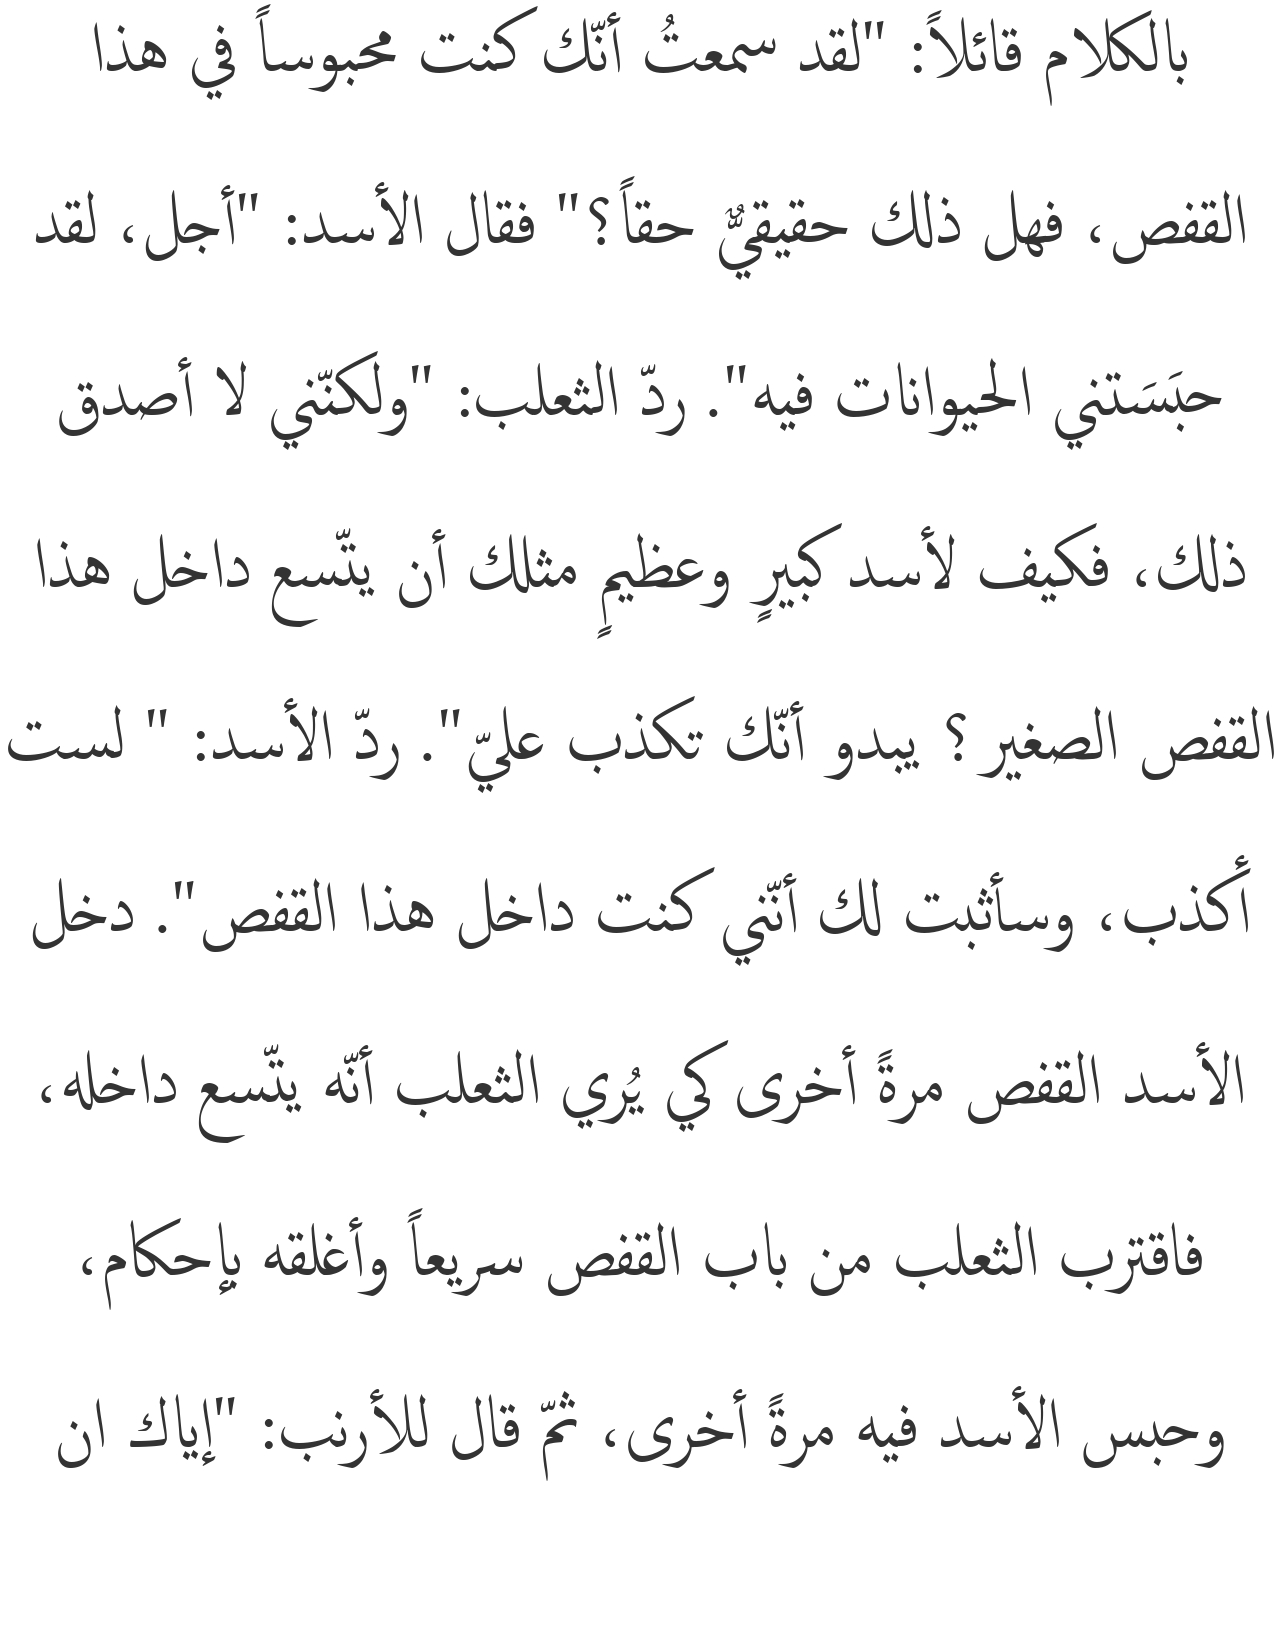 بالكلام قائلاً: "لقد سمعتُ أنّك كنت محبوساً في هذا
القفص، فهل ذلك حقيقيٌّ حقاً؟" فقال الأسد: "أجل، لقد
حبَسَتني الحيوانات فيه". ردّ الثعلب: "ولكنّني لا أصدق
ذلك، فكيف لأسد كبيرٍ وعظيمٍ مثلك أن يتّسع داخل هذا
القفص الصغير؟ يبدو أنّك تكذب عليّ". ردّ الأسد: " لست
أكذب، وسأثبت لك أنّني كنت داخل هذا القفص". دخل
الأسد القفص مرةً أخرى كي يُري الثعلب أنّه يتّسع داخله،
فاقترب الثعلب من باب القفص سريعاً وأغلقه بإحكام،
وحبس الأسد فيه مرةً أخرى، ثمّ قال للأرنب: "إياك ان